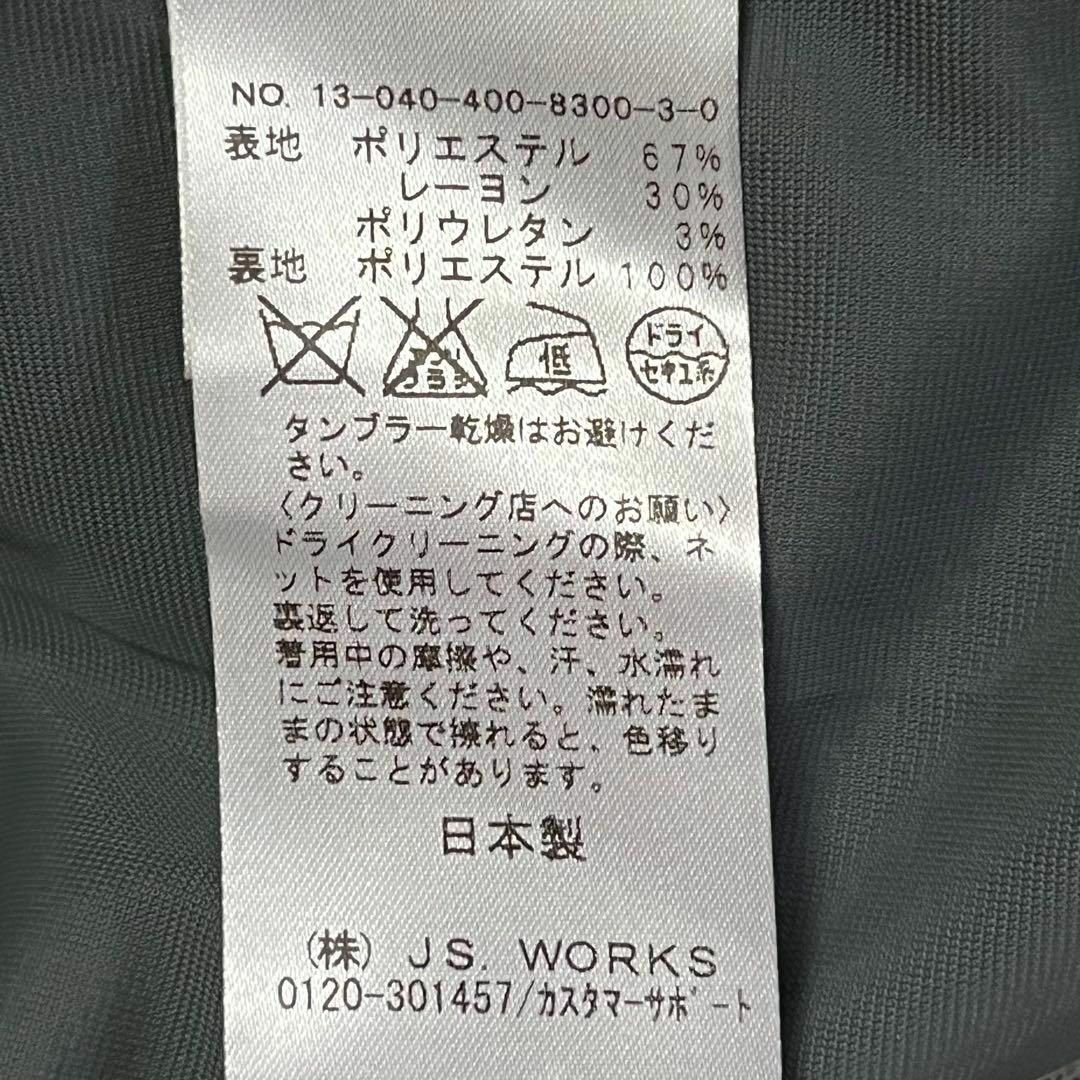 NO. 13-040-400-8300-3-0
表地 ポリエステル 67%
レーヨン 30%
ポリウレタン 3%
裏地 ポリエステル 100%
エンソ 低 ドライ
サラシ セキユ系
タンブラー乾燥はお避けくだ
さい。
〈クリーニング店へのお願い〉
ドライクリーニングの際、ネ
ットを使用してください。
裏返して洗ってください。
着用中の摩擦や、汗、水濡れ
にご注意ください。濡れたま
まの状態で擦れると、色移り
することがあります。
日本製
(株) JS. WORKS
0120-301457/カスタマーサポート